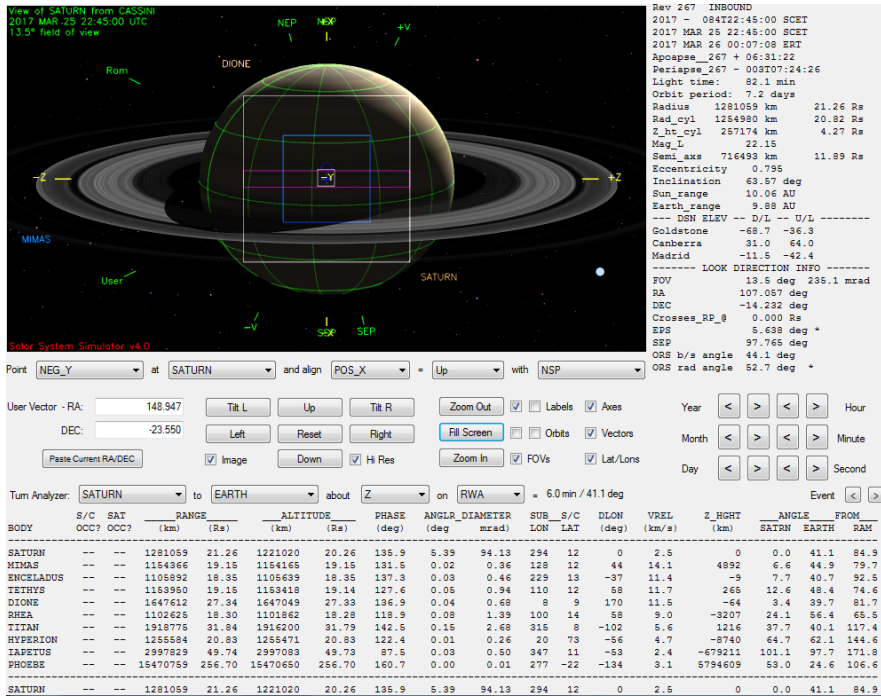 View of SATURN from CASSINI
2017 MAR 25 22:45:00 UTC
13.5° field of view
NEP
+V
Ram
DIONE
-Z
-Y
+Z
MIMAS
User
SATURN
-V
SEP
Solar System Simulator v4.0
Rev 267 INBOUND
2017 - 084T22:45:00 SCET
2017 MAR 25 22:45:00 SCET
2017 MAR 26 00:07:08 ERT
Apoapse__267 + 06:31:22
Periapse_267 - 003T07:24:26
Light time: 82.1 min
Orbit period: 7.2 days
Radius 1281059 km 21.26 Rs
Rad_cyl 1254980 km 20.82 Rs
Z_ht_cyl 257174 km 4.27 Rs
Mag_L 22.15
Semi_axs 716493 km 11.89 Rs
Eccentricity 0.795
Inclination 63.57 deg
Sun_range 10.06 AU
Earth_range 9.88 AU
--- DSN ELEV -- D/L -- U/L --------
Goldstone -68.7 -36.3
Canberra 31.0 64.0
Madrid -11.5 -42.4
------- LOOK DIRECTION INFO -------
FOV 13.5 deg 235.1 mrad
RA 107.057 deg
DEC -14.232 deg
Crosses_RP_@ 0.000 Rs
EPS 5.638 deg *
SEP 97.765 deg
ORS b/s angle 44.1 deg
ORS rad angle 52.7 deg *
Point NEG_Y at SATURN and align POS_X = Up with NSP
User Vector - RA: 148.947 Tilt L Up Tilt R Zoom Out Labels Axes Year < > < > Hour
DEC: -23.550 Left Reset Right Fill Screen Orbits Vectors Month < > < > Minute
Paste Current RA/DEC Image Down Hi Res Zoom In FOVs Lat/Lons Day < > < > Second
Turn Analyzer: SATURN to EARTH about Z on RWA = 6.0 min / 41.1 deg Event < >
S/C SAT ____RANGE_____ ____ALTITUDE____ PHASE ANGLR_DIAMETER SUB__S/C DLON VREL Z_HGHT ___ANGLE___FROM___
BODY OCC? OCC? (km) (Rs) (km) (Rs) (deg) (deg mrad) LON LAT (deg) (km/s) (km) SATRN EARTH RAM
SATURN -- -- 1281059 21.26 1221020 20.26 135.9 5.39 94.13 294 12 0 2.5 0 0.0 41.1 84.9
MIMAS -- -- 1154366 19.15 1154165 19.15 131.5 0.02 0.36 128 12 44 14.1 4892 6.6 44.9 79.7
ENCELADUS -- -- 1105892 18.35 1105639 18.35 137.3 0.03 0.46 229 13 -37 11.4 -9 7.7 40.7 92.5
TETHYS -- -- 1153950 19.15 1153418 19.14 127.6 0.05 0.94 110 12 58 11.7 265 12.6 48.4 74.6
DIONE -- -- 1647612 27.34 1647049 27.33 136.9 0.04 0.68 8 9 170 11.5 -64 3.4 39.7 81.7
RHEA -- -- 1102625 18.30 1101862 18.28 118.9 0.08 1.39 100 14 58 9.0 -3207 24.1 56.4 65.5
TITAN -- -- 1918775 31.84 1916200 31.79 142.5 0.15 2.68 315 8 -102 5.6 1216 37.7 40.1 117.4
HYPERION -- -- 1255584 20.83 1255471 20.83 122.4 0.01 0.26 20 73 -56 4.7 -8740 64.7 62.1 144.6
IAPETUS -- -- 2997829 49.74 2997083 49.73 87.5 0.03 0.50 347 11 -53 2.4 -679211 101.1 97.7 171.8
PHOEBE -- -- 15470759 256.70 15470650 256.70 160.7 0.00 0.01 277 -22 -134 3.1 5794609 53.0 24.6 106.6
SATURN -- -- 1281059 21.26 1221020 20.26 135.9 5.39 94.13 294 12 0 2.5 0 0.0 41.1 84.9